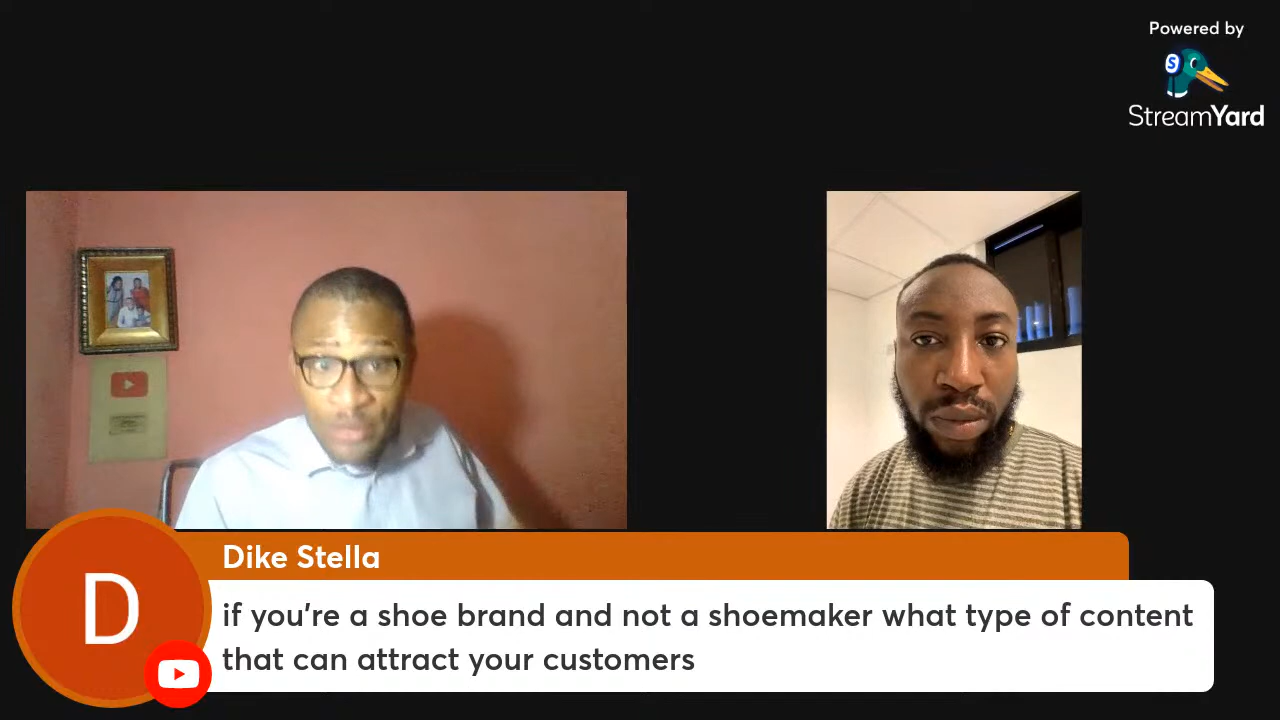 Powered by
S
StreamYard
Dike Stella
D
if you're a shoe brand and not a shoemaker what type of content
that can attract your customers